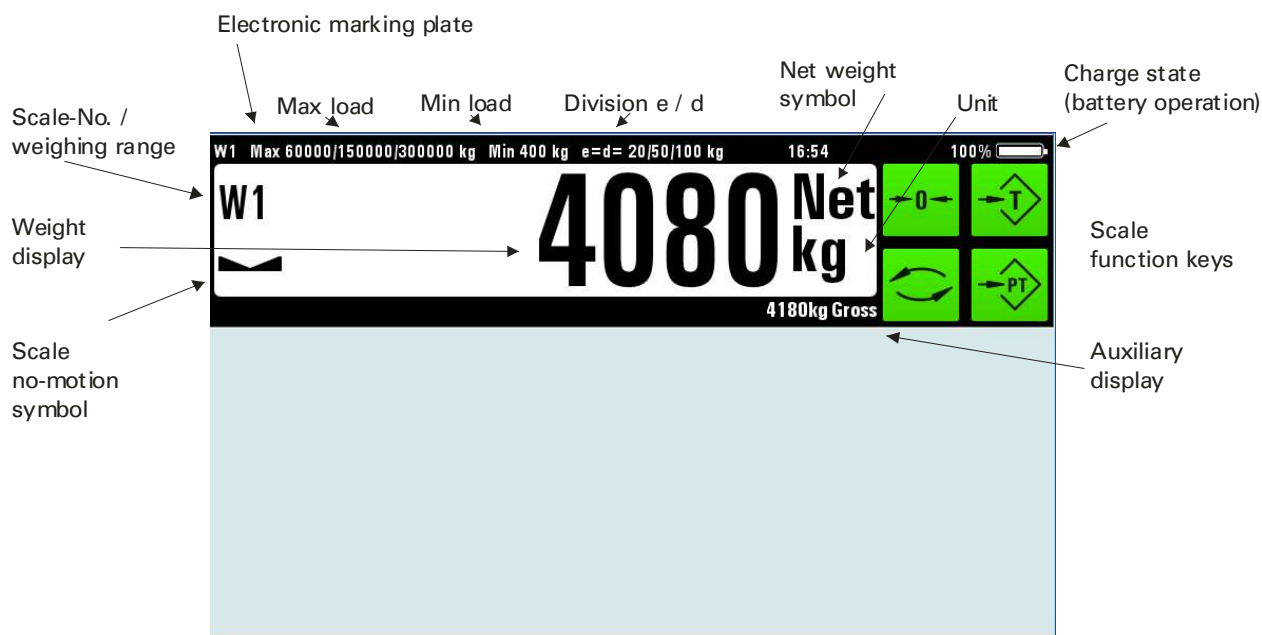 Electronic marking plate
Net weight
symbol
Charge state
(battery operation)
Scale-No. /
weighing range
Max load
Min load
Division e / d
Unit
W1 Max 60000/150000/300000 kg Min 400 kg e=d= 20/50/100 kg 16:54 100%
W1
4080
Net
kg
→0←
→T
Weight
display
Scale
function keys
→PT
4180kg Gross
Scale
no-motion
symbol
Auxiliary
display